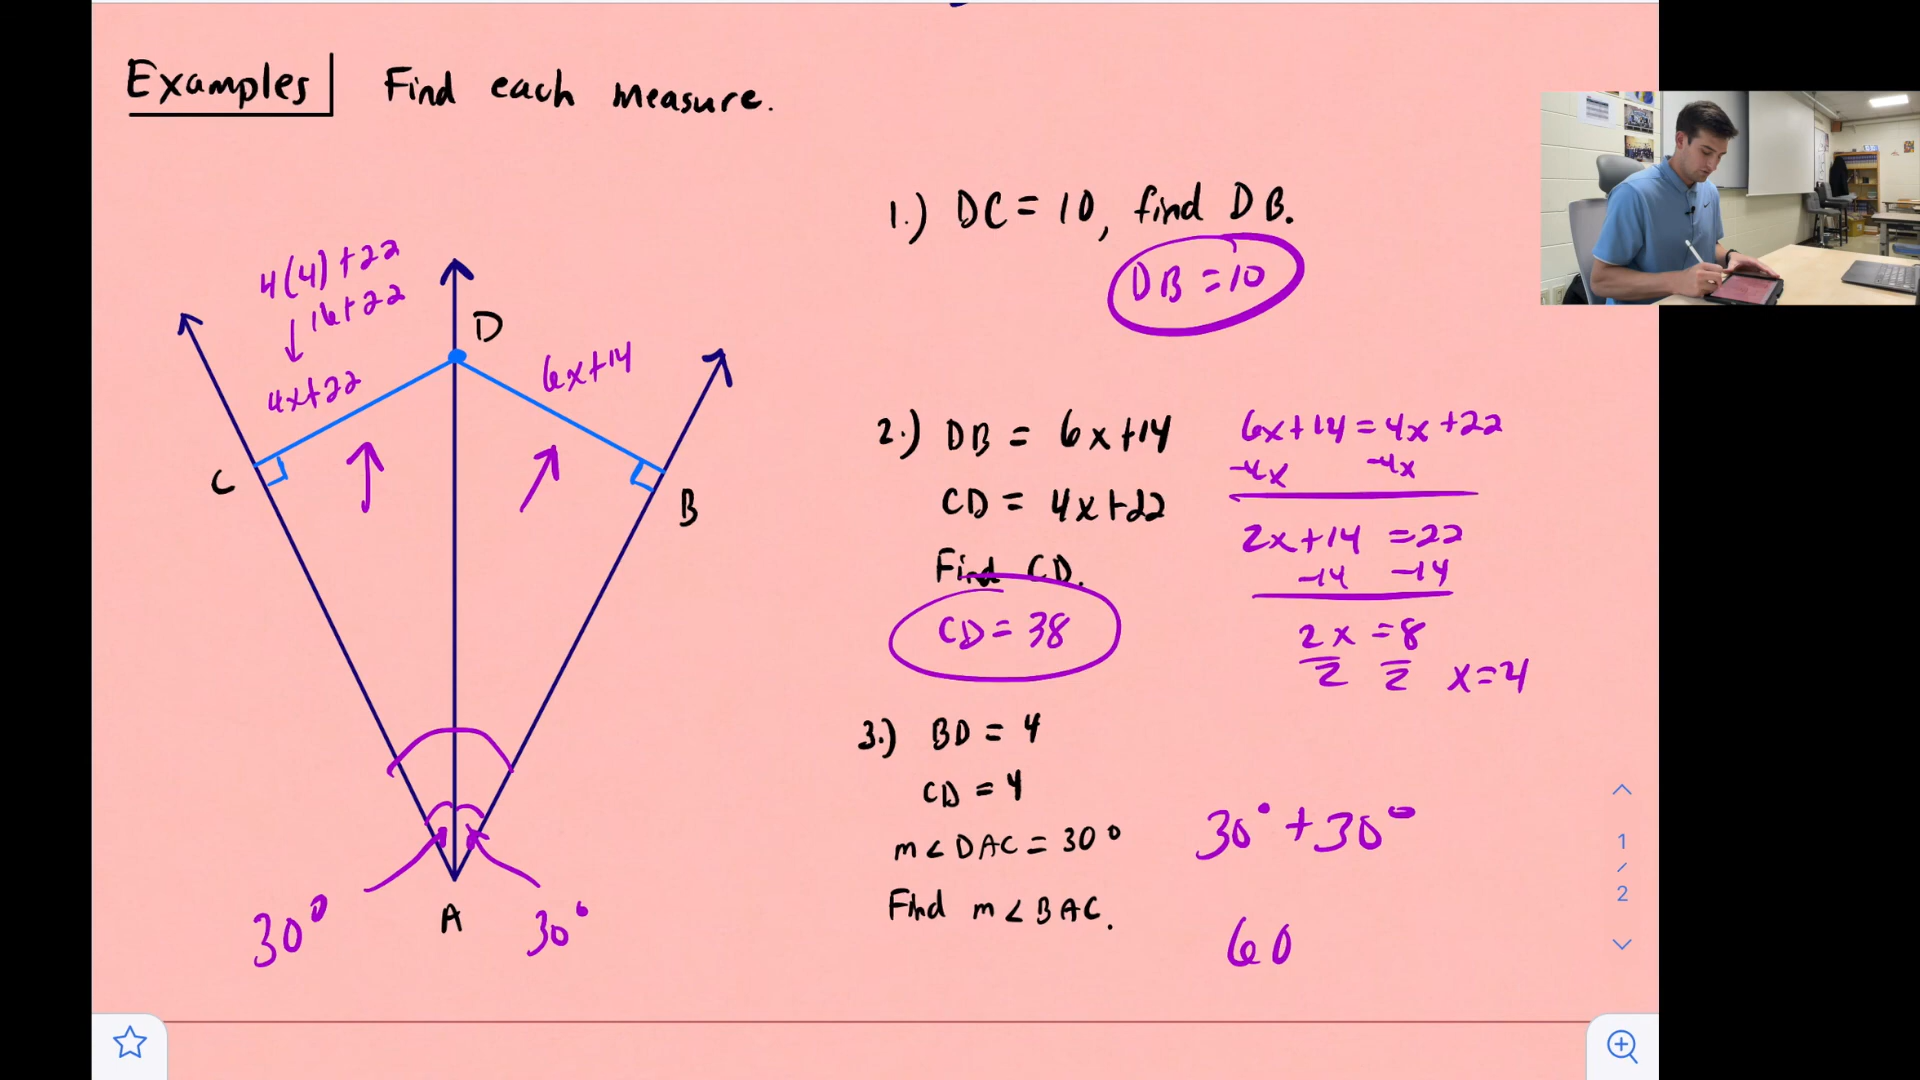 Examples Find each measure.
1.) DC = 10, find DB.
DB = 10
4(4)+22
16+22
4x+22
6x+14
D
C
B
A
30°
30°
2.) DB = 6x+14
CD = 4x+22
Find CD.
CD = 38
6x+14 = 4x+22
-4x -4x
2x+14 = 22
-14 -14
2x = 8
2 2 x=4
3.) BD = 4
CD = 4
m∠DAC = 30°
Find m∠BAC.
30° + 30°
60
1
/
2